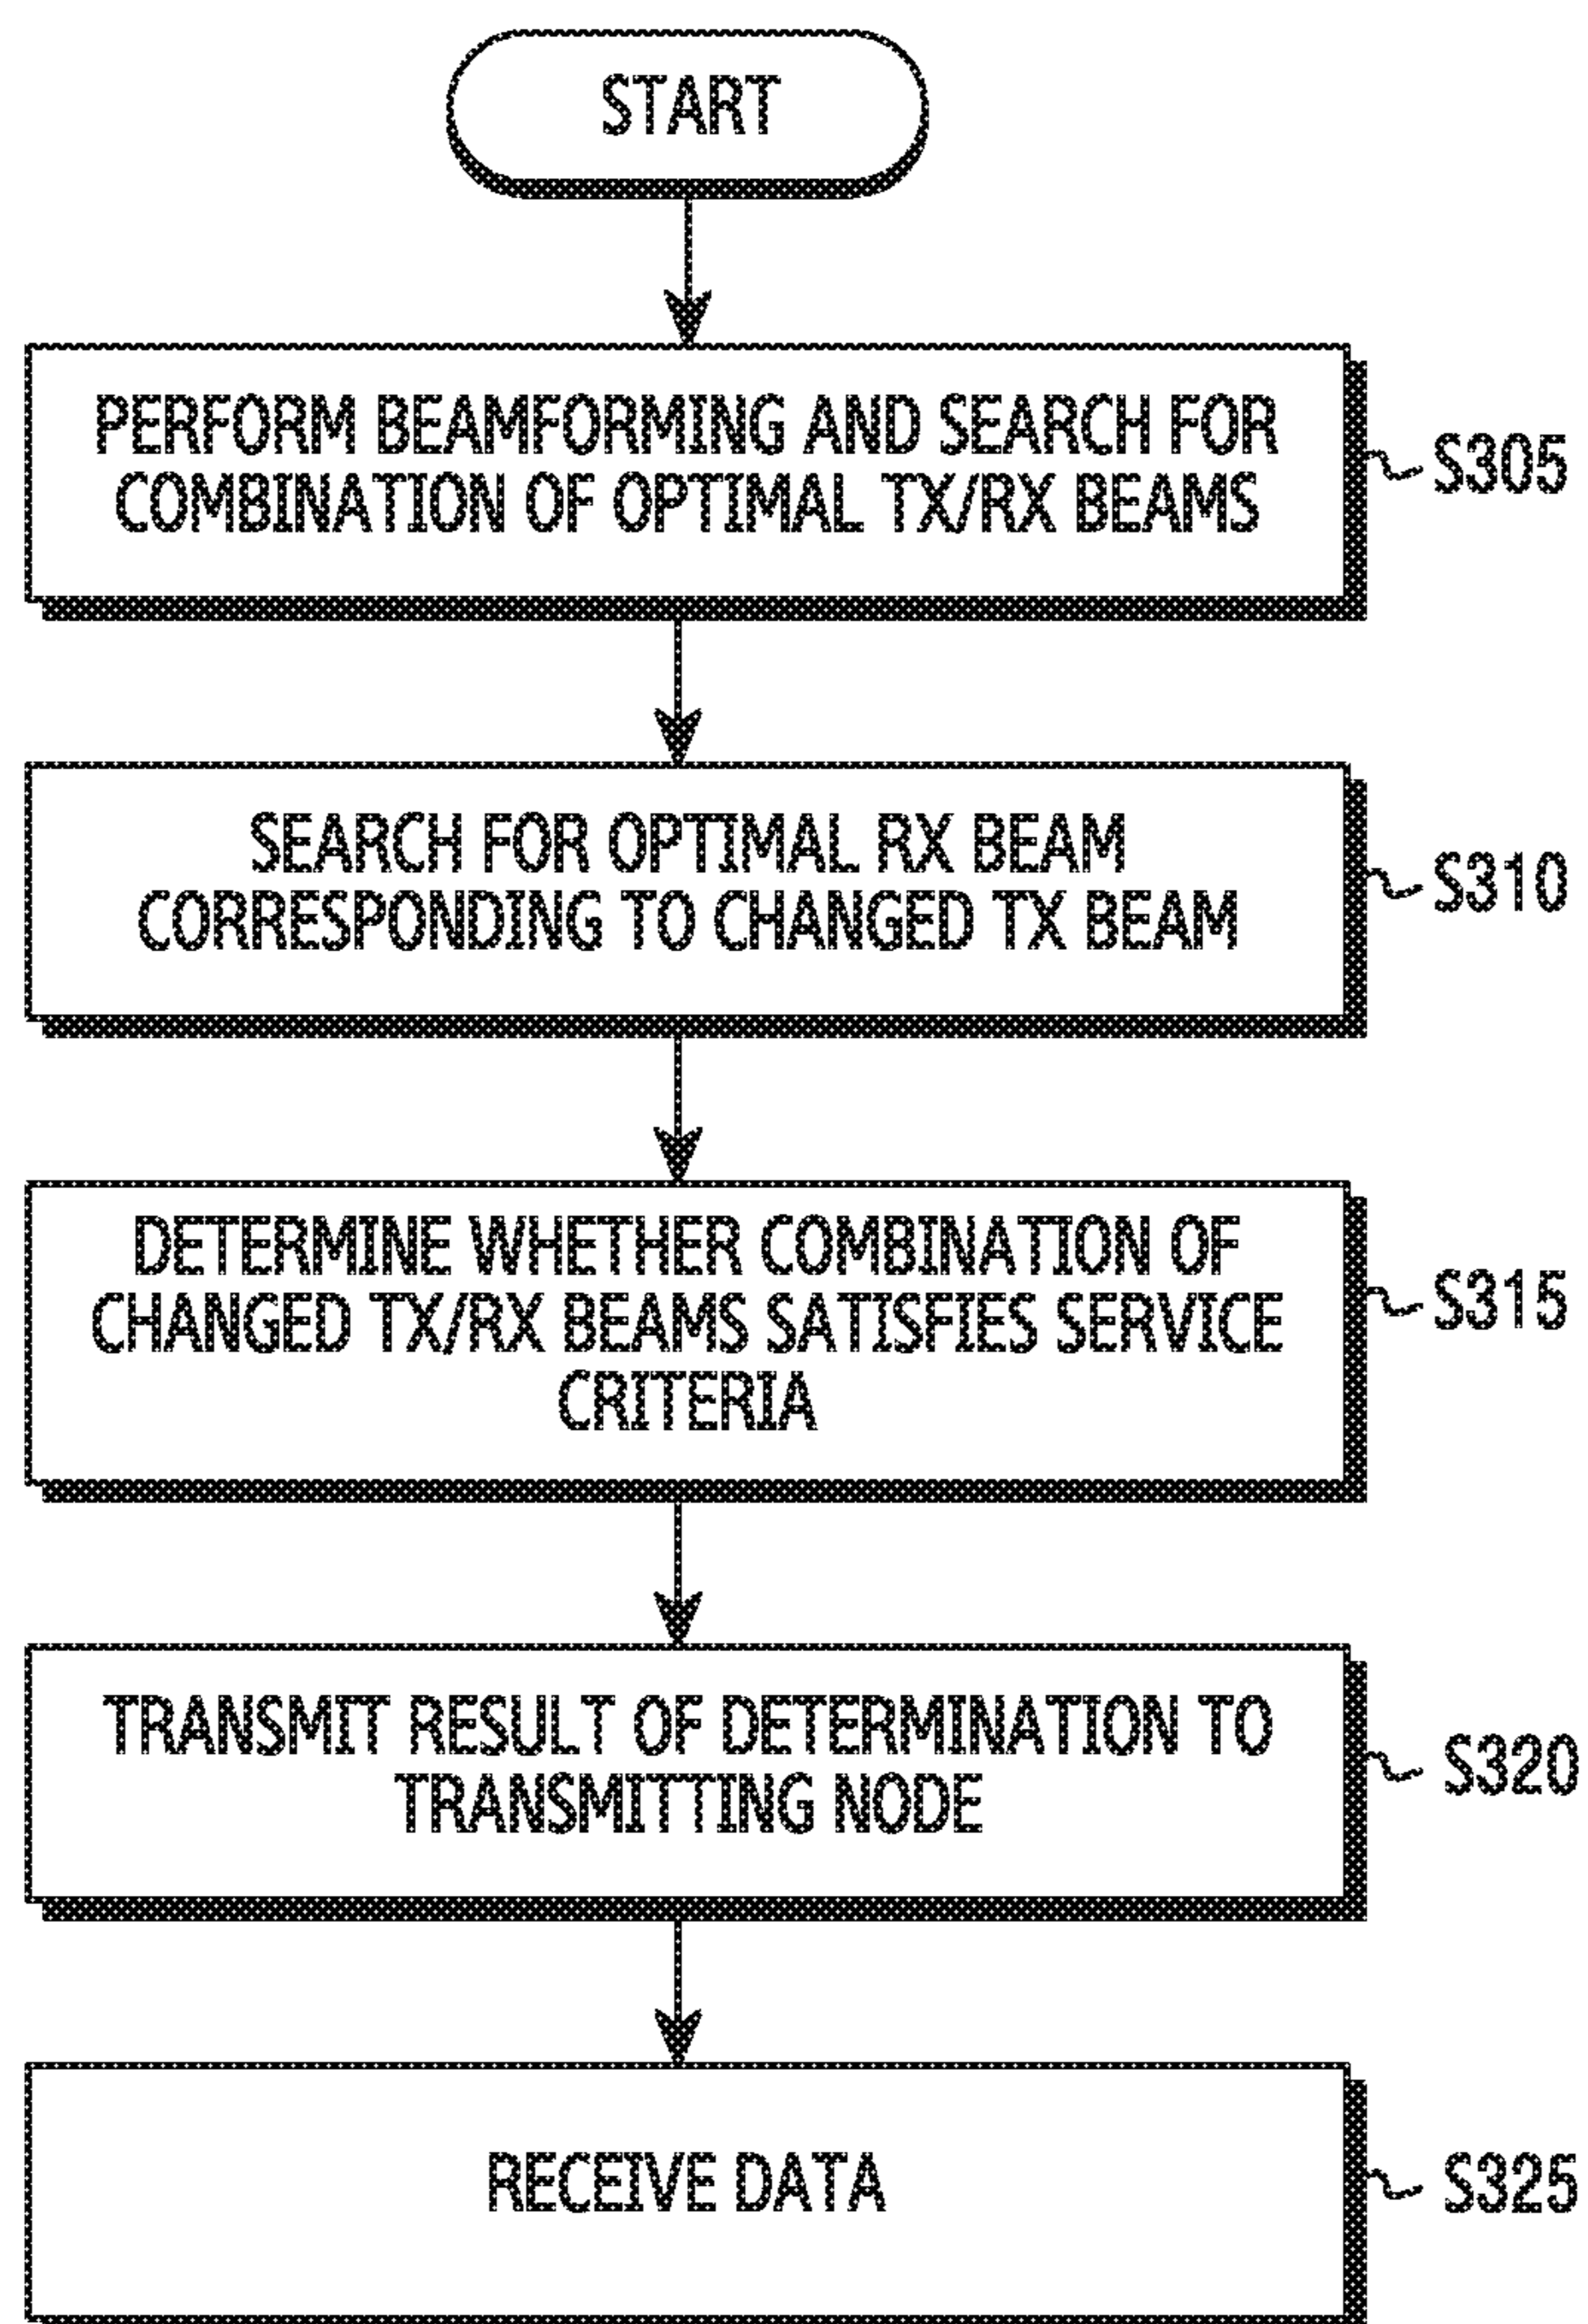 START
PERFORM BEAMFORMING AND SEARCH FOR
COMBINATION OF OPTIMAL TX/RX BEAMS
S305
SEARCH FOR OPTIMAL RX BEAM
CORRESPONDING TO CHANGED TX BEAM
S310
DETERMINE WHETHER COMBINATION OF
CHANGED TX/RX BEAMS SATISFIES SERVICE
CRITERIA
S315
TRANSMIT RESULT OF DETERMINATION TO
TRANSMITTING NODE
S320
RECEIVE DATA
S325